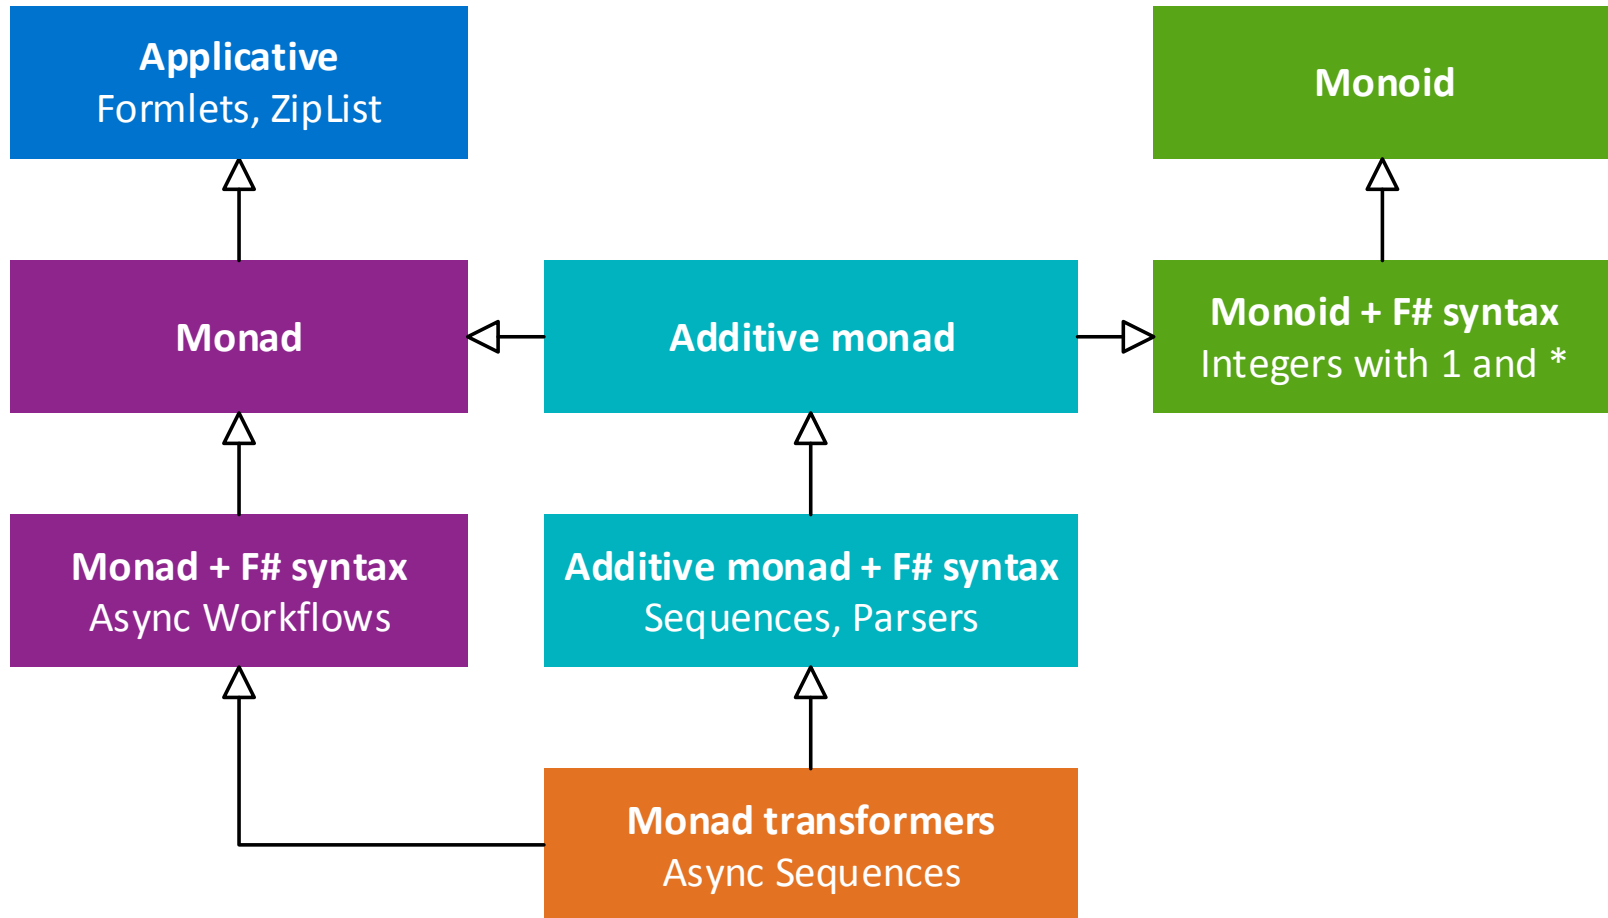 Applicative
Formlets, ZipList
Monoid
Monad
Additive monad
Monoid + F# syntax
Integers with 1 and *
Monad + F# syntax
Async Workflows
Additive monad + F# syntax
Sequences, Parsers
Monad transformers
Async Sequences